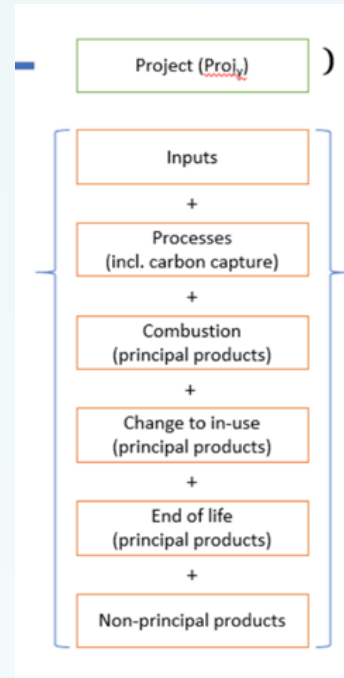 – Project (Projy) )
Inputs
+
Processes
(incl. carbon capture)
+
Combustion
(principal products)
+
Change to in-use
(principal products)
+
End of life
(principal products)
+
Non-principal products